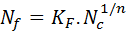 N_f = K_F.N_c^{1/n}